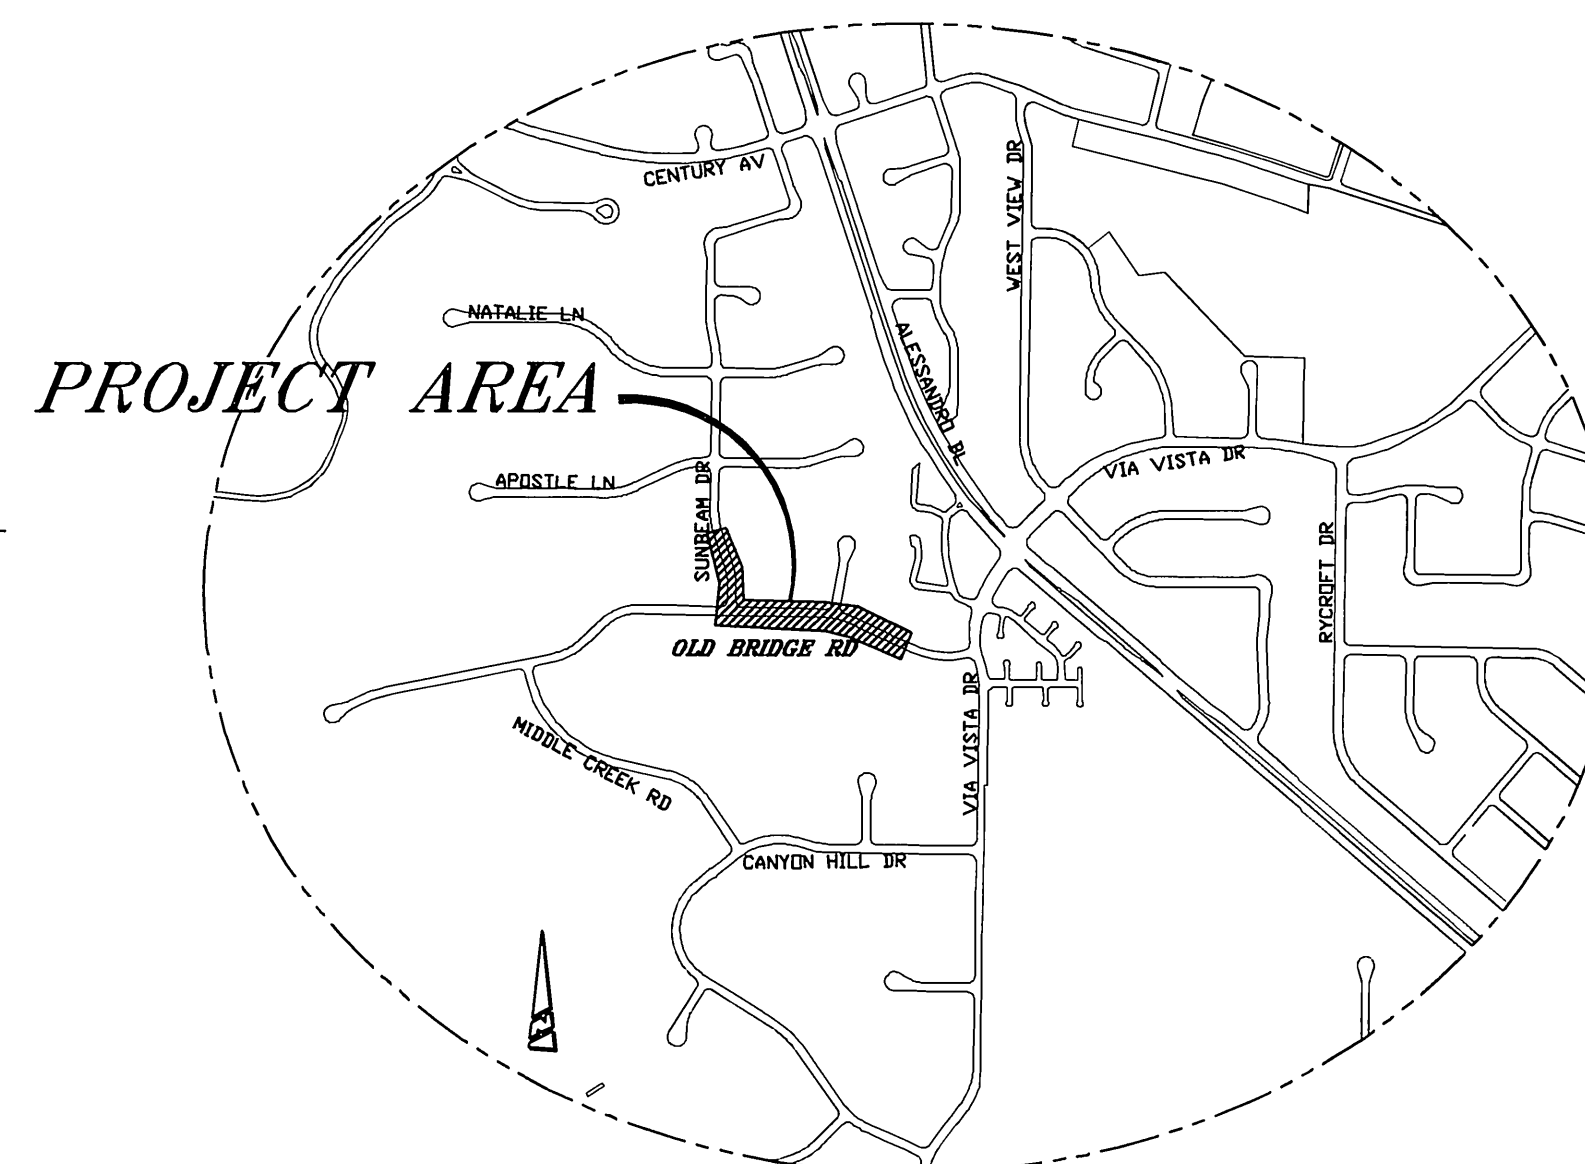 CENTURY AV
WEST VIEW DR
NATALIE LN
ALESSANDRO BL
PROJECT AREA
VIA VISTA DR
APOSTLE LN
SUNBEAM DR
RYCROFT DR
OLD BRIDGE RD
VIA VISTA DR
MIDDLE CREEK RD
CANYON HILL DR